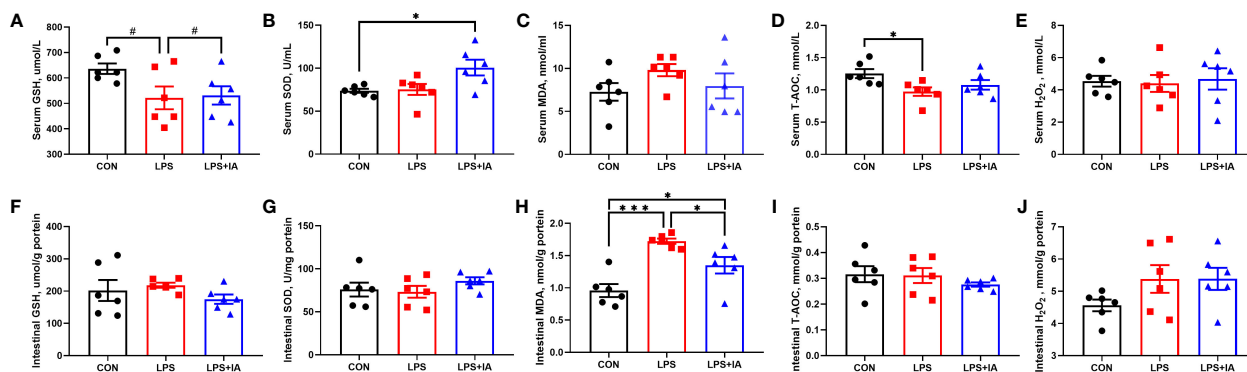 A
Serum GSH, umol/L
800
700
600
500
400
300
# #
CON LPS LPS+IA
B
Serum SOD, U/mL
150
100
50
0
*
CON LPS LPS+IA
C
Serum MDA, nmol/ml
15
10
5
0
CON LPS LPS+IA
D
Serum T-AOC, mmol/L
2.0
1.5
1.0
0.5
0.0
*
CON LPS LPS+IA
E
Serum H2O2 , mmol/L
8
6
4
2
0
CON LPS LPS+IA
F
Intestinal GSH, umol/g portein
400
300
200
100
0
CON LPS LPS+IA
G
Intestinal SOD, U/mg portein
150
100
50
0
CON LPS LPS+IA
H
Intestinal MDA, nmol/g portein
2.0
1.5
1.0
0.5
0.0
*
*** *
CON LPS LPS+IA
I
ntestinal T-AOC, mmol/g portein
0.5
0.4
0.3
0.2
0.1
0.0
CON LPS LPS+IA
J
Intestinal H2O2 , mmol/g portein
7
6
5
4
3
CON LPS LPS+IA